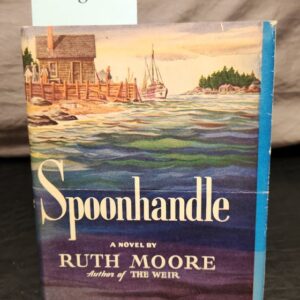 Spoonhandle
A NOVEL BY
RUTH MOORE
Author of THE WEIR